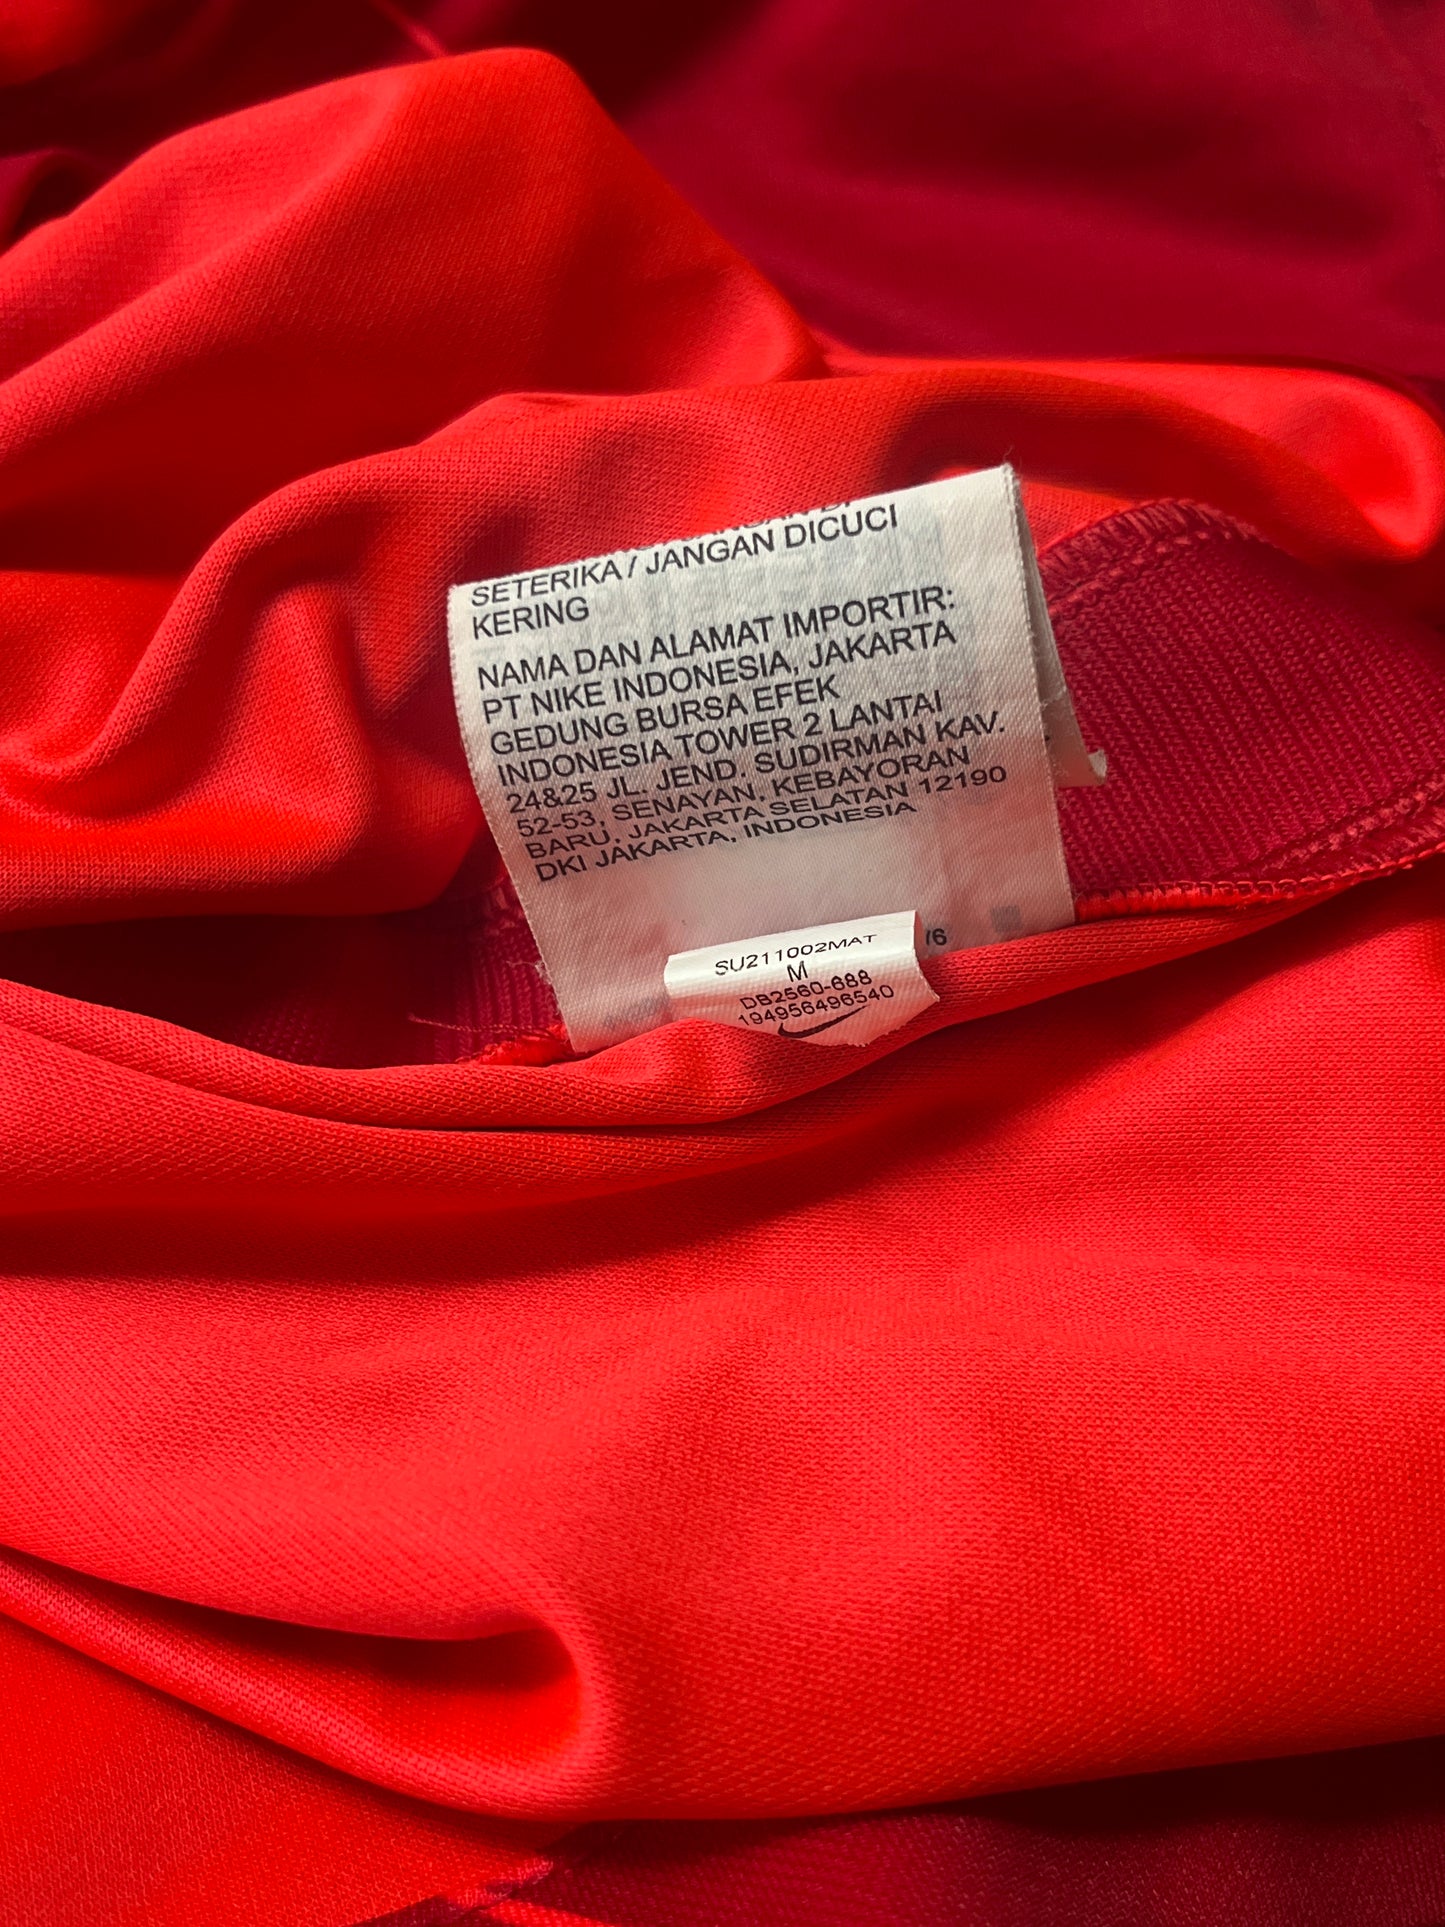 SETERIKA / JANGAN DICUCI
KERING
NAMA DAN ALAMAT IMPORTIR:
PT NIKE INDONESIA, JAKARTA
GEDUNG BURSA EFEK
INDONESIA TOWER 2 LANTAI
24&25 JL. JEND. SUDIRMAN KAV.
52-53, SENAYAN, KEBAYORAN
BARU, JAKARTA SELATAN 12190
DKI JAKARTA, INDONESIA
/6
SU211002MAT
M
DB2560-688
194956496540